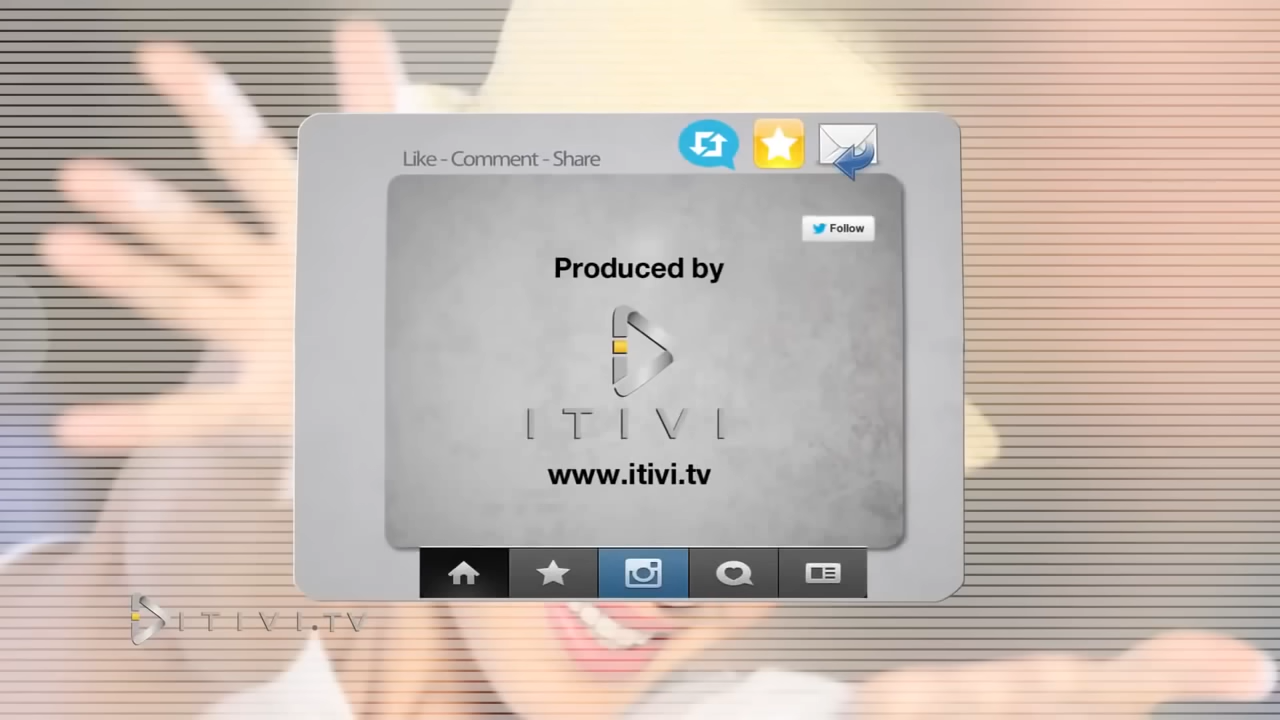 Like - Comment - Share
Follow
Produced by
ITIVI
www.itivi.tv
ITIVI.TV